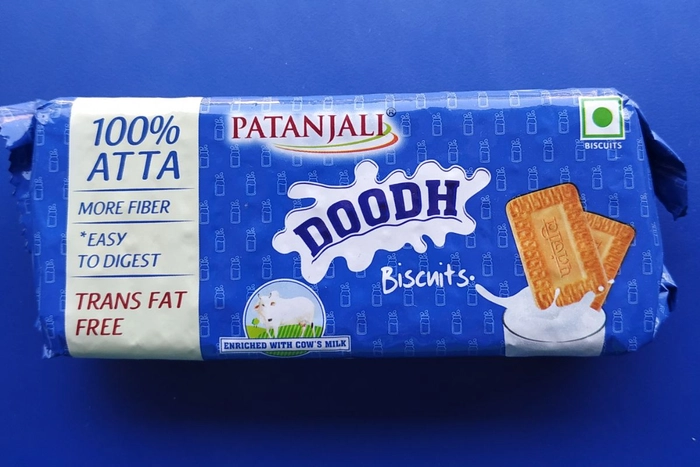 100%
ATTA
MORE FIBER
*EASY
TO DIGEST
TRANS FAT
FREE
PATANJALI®
DOODH
Biscuits.
ENRICHED WITH COW'S MILK
BISCUITS